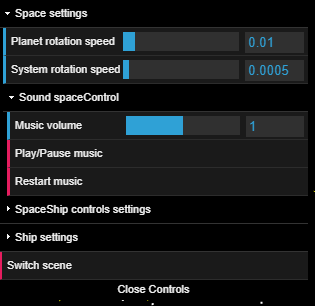 Space settings
Planet rotation speed 0.01
System rotation speed 0.0005
Sound spaceControl
Music volume 1
Play/Pause music
Restart music
SpaceShip controls settings
Ship settings
Switch scene
Close Controls